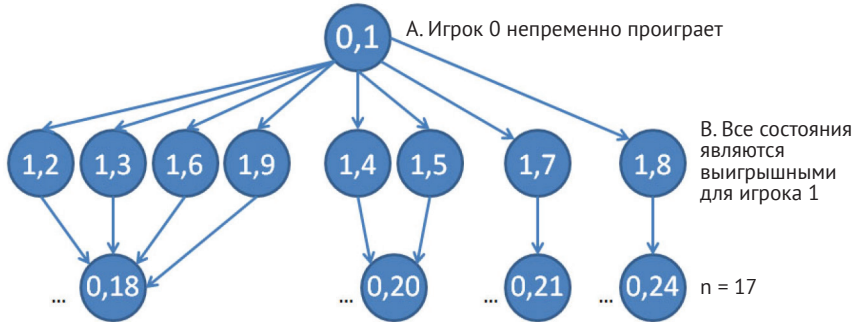 0,1
А. Игрок 0 непременно проиграет
1,2 1,3 1,6 1,9 1,4 1,5 1,7 1,8
В. Все состояния
являются
выигрышными
для игрока 1
... 0,18 ... 0,20 ... 0,21 ... 0,24
n = 17